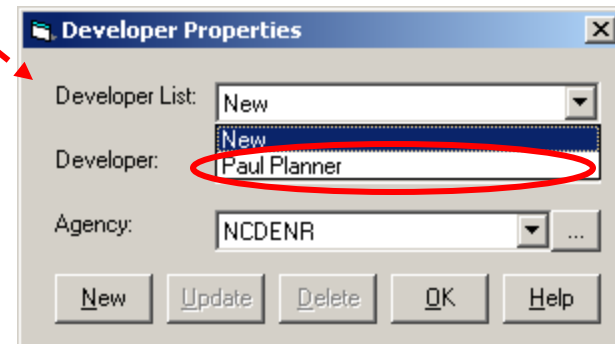 Developer Properties
Developer List: New
New
Developer: Paul Planner
Agency: NCDENR ...
New Update Delete OK Help